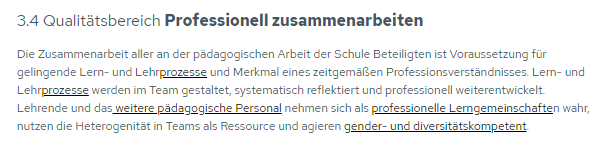 3.4 Qualitätsbereich Professionell zusammenarbeiten
Die Zusammenarbeit aller an der pädagogischen Arbeit der Schule Beteiligten ist Voraussetzung für
gelingende Lern- und Lehrprozesse und Merkmal eines zeitgemäßen Professionsverständnisses. Lern- und
Lehrprozesse werden im Team gestaltet, systematisch reflektiert und professionell weiterentwickelt.
Lehrende und das weitere pädagogische Personal nehmen sich als professionelle Lerngemeinschaften wahr,
nutzen die Heterogenität in Teams als Ressource und agieren gender- und diversitätskompetent.